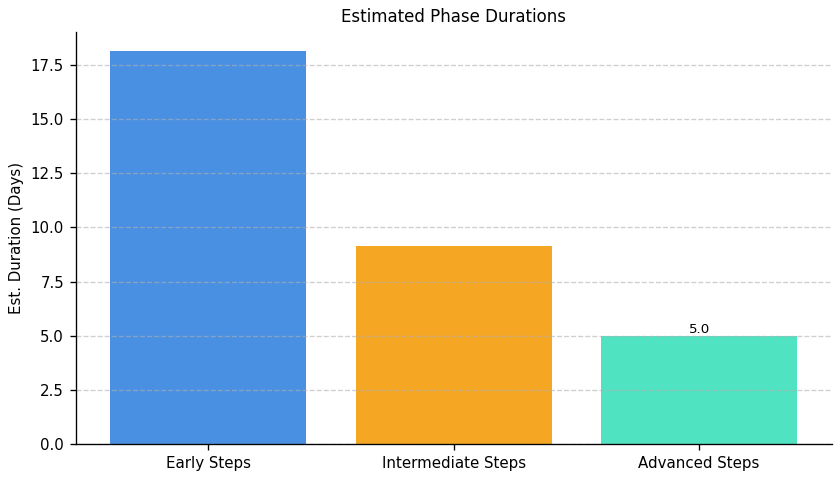 Estimated Phase Durations
Est. Duration (Days)
17.5
15.0
12.5
10.0
7.5
5.0
2.5
0.0
5.0
Early Steps
Intermediate Steps
Advanced Steps